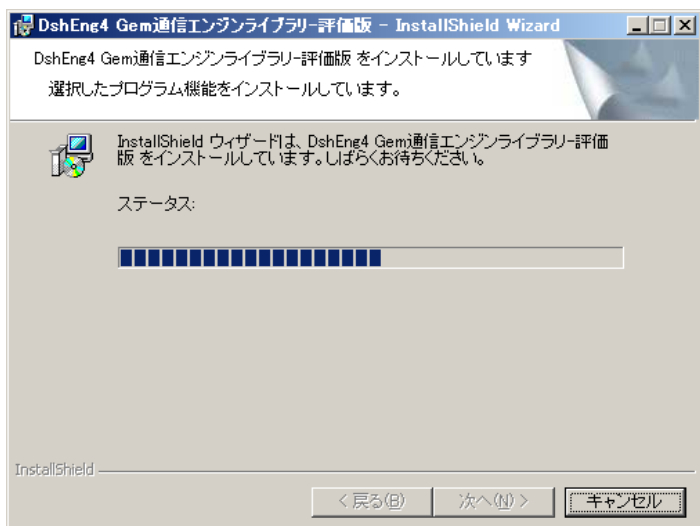 DshEng4 Gem通信エンジンライブラリ-評価版 - InstallShield Wizard
DshEng4 Gem通信エンジンライブラリ-評価版 をインストールしています
選択したプログラム機能をインストールしています。
InstallShield ウィザードは、DshEng4 Gem通信エンジンライブラリ-評価
版 をインストールしています。しばらくお待ちください。
ステータス:
InstallShield
< 戻る(B) 次へ(N) > キャンセル